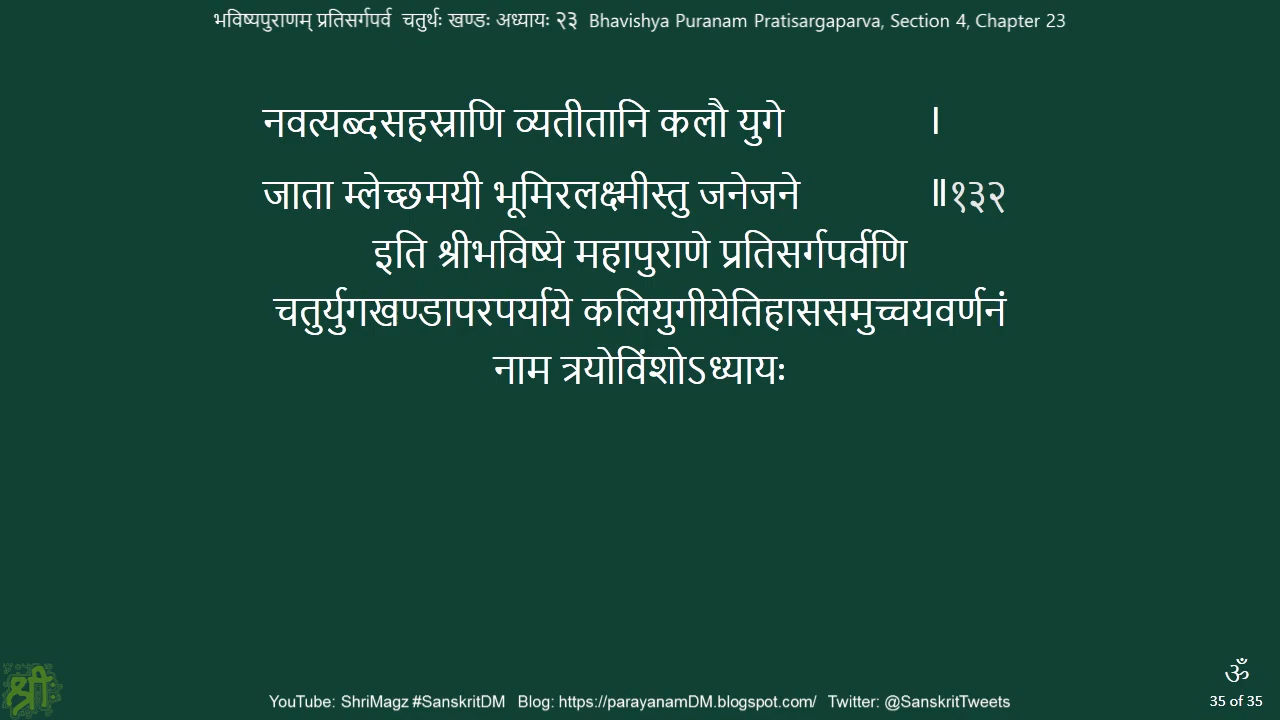 भविष्यपुराणम् प्रतिसर्गपर्व चतुर्थः खण्डः अध्यायः २३ Bhavishya Puranam Pratisargaparva, Section 4, Chapter 23
नवत्यब्दसहस्राणि व्यतीतानि कलौ युगे ।
जाता म्लेच्छमयी भूमिरलक्ष्मीस्तु जनेजने ॥१३२
इति श्रीभविष्ये महापुराणे प्रतिसर्गपर्वणि
चतुर्युगखण्डापरपर्याये कलियुगीयेतिहाससमुच्चयवर्णनं
नाम त्रयोविंशोऽध्यायः
ॐ
श्रीः
YouTube: ShriMagz #SanskritDM Blog: https://parayanamDM.blogspot.com/ Twitter: @SanskritTweets
35 of 35